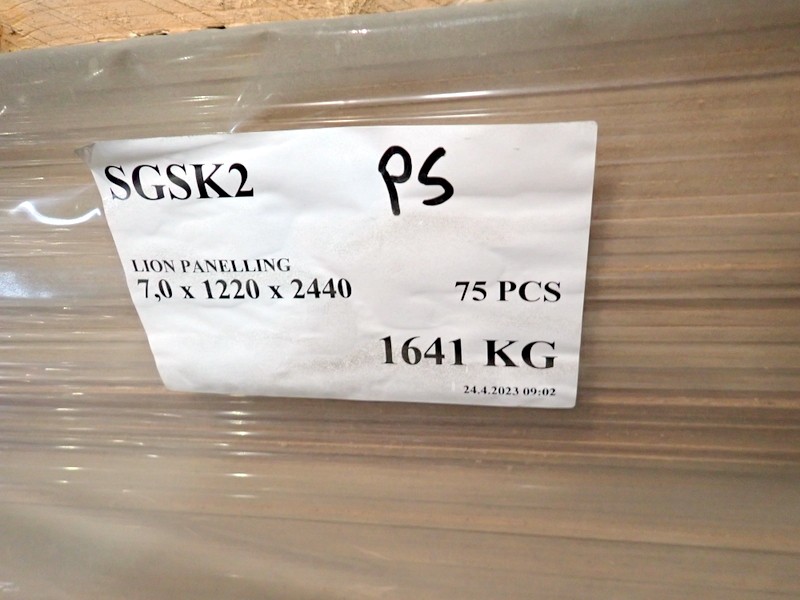 SGSK2 PS
LION PANELLING
7,0 x 1220 x 2440 75 PCS
1641 KG
24.4.2023 09:02